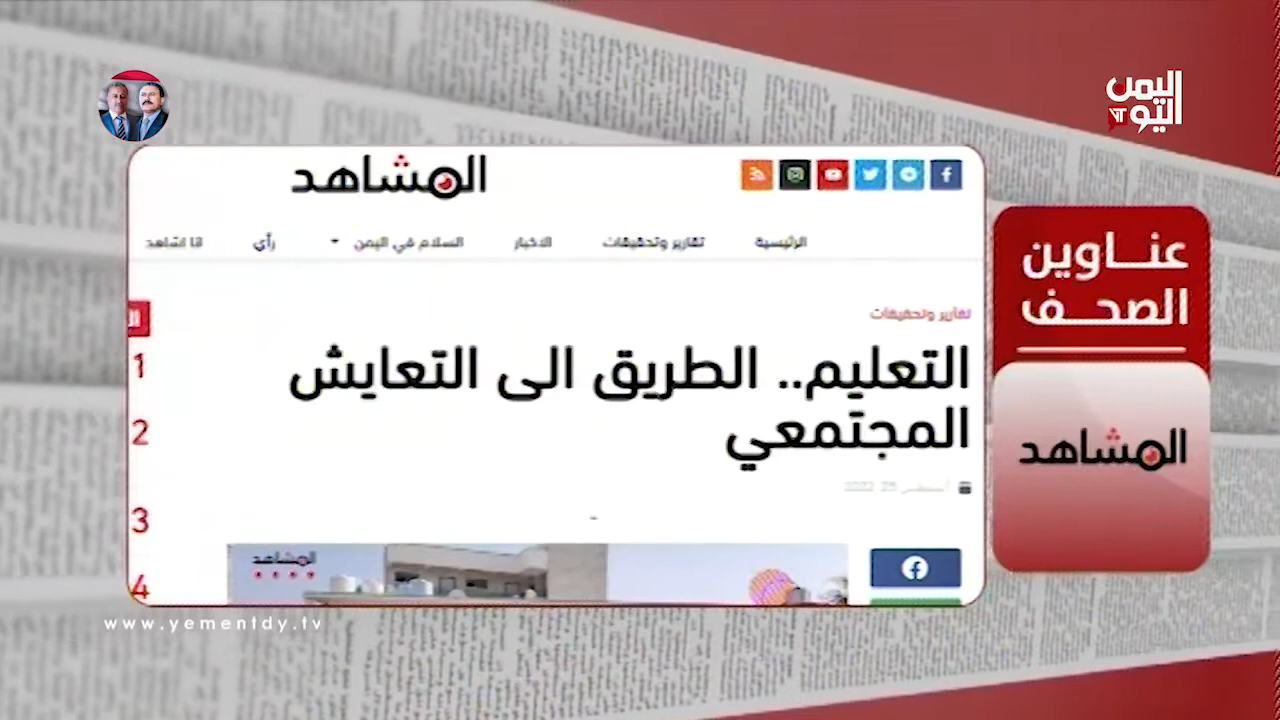 اليمن
اليوم
المشاهد
الرئيسية
تقارير وتحقيقات
الاخبار
السلام في اليمن
رأي
انا اشاهد
عناوين
الصحف
تقارير وتحقيقات
التعليم.. الطريق الى التعايش
المجتمعي
1
2
3
4
المشاهد
المشاهد
www.yementdy.tv